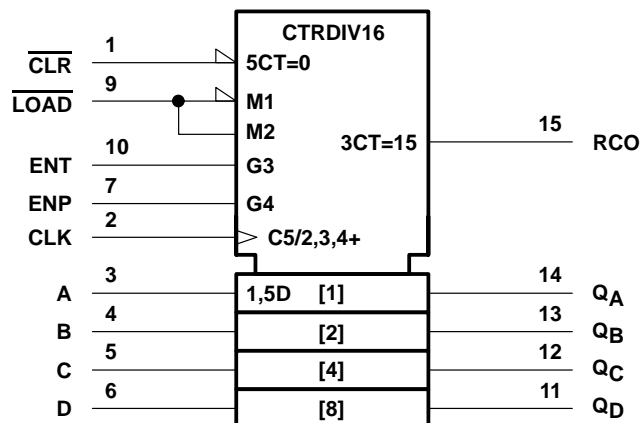 CTRDIV16
CLR 1 5CT=0
LOAD 9 M1
M2
3CT=15 15 RCO
ENT 10 G3
ENP 7 G4
CLK 2 C5/2,3,4+
A 3 1,5D [1] 14 QA
B 4 [2] 13 QB
C 5 [4] 12 QC
D 6 [8] 11 QD